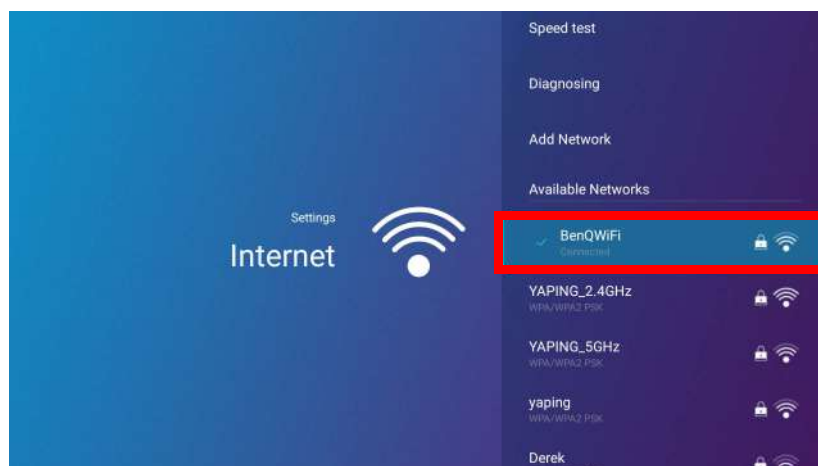 Speed test
Diagnosing
Add Network
Available Networks
Settings
Internet
BenQWiFi
Connected
YAPING_2.4GHz
WPA/WPA2 PSK
YAPING_5GHz
WPA/WPA2 PSK
yaping
WPA/WPA2 PSK
Derek